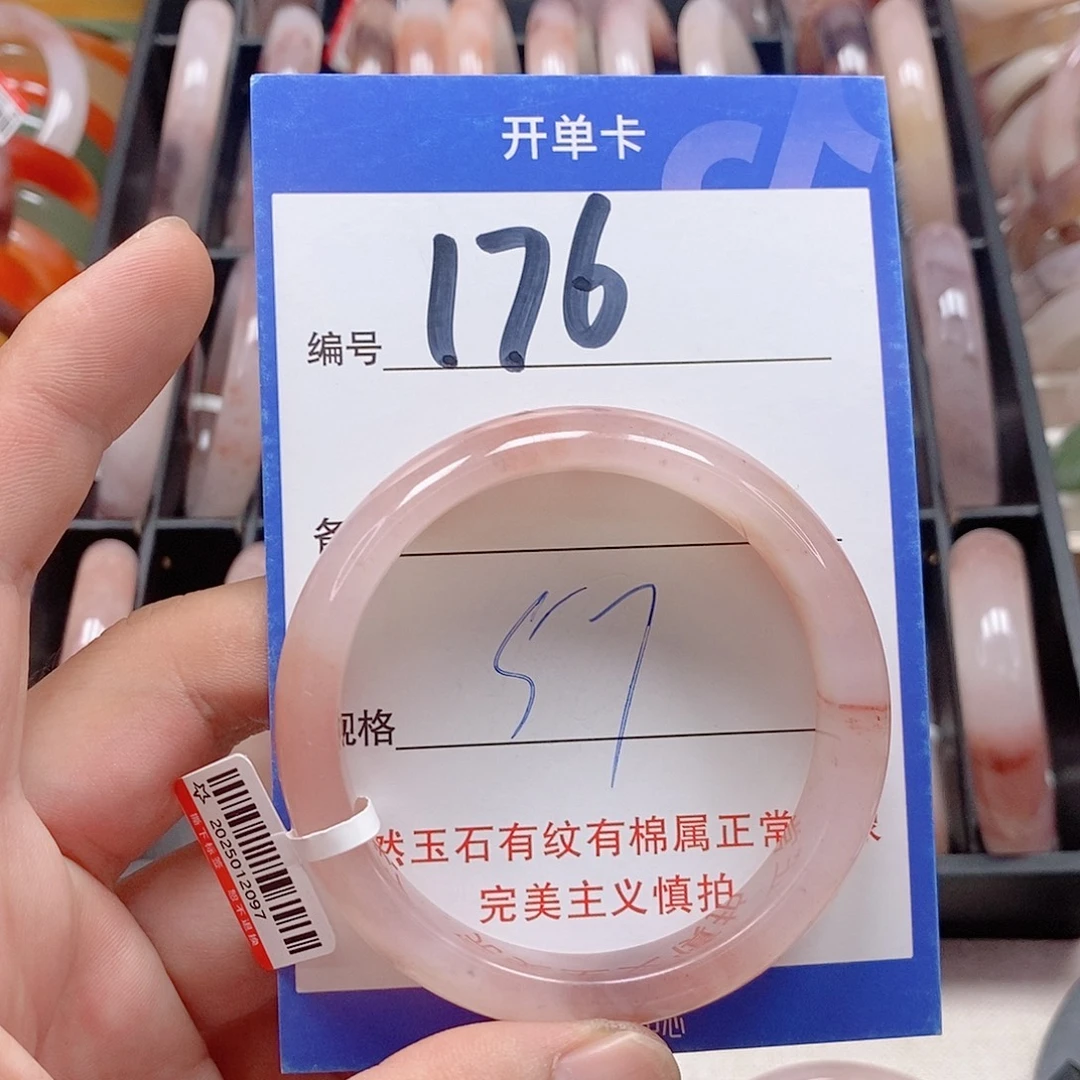 开单卡
编号 176
规格 57
然玉石有纹有棉属正常
完美主义慎拍
2025012097